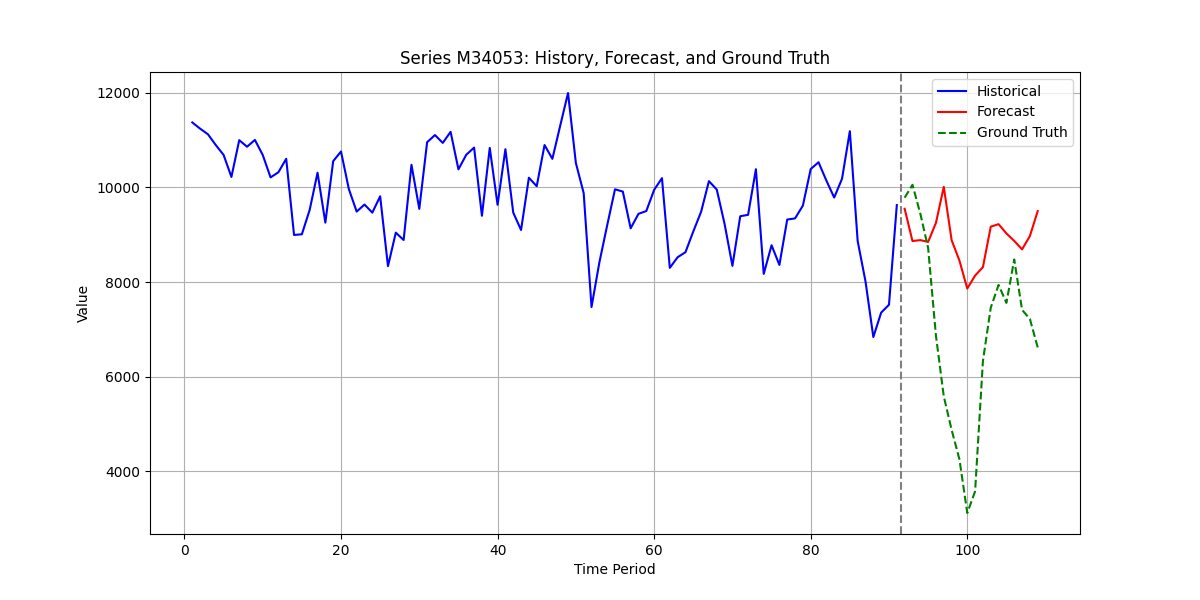 Series M34053: History, Forecast, and Ground Truth
Historical
Forecast
Ground Truth
12000
10000
8000
6000
4000
Value
0 20 40 60 80 100
Time Period